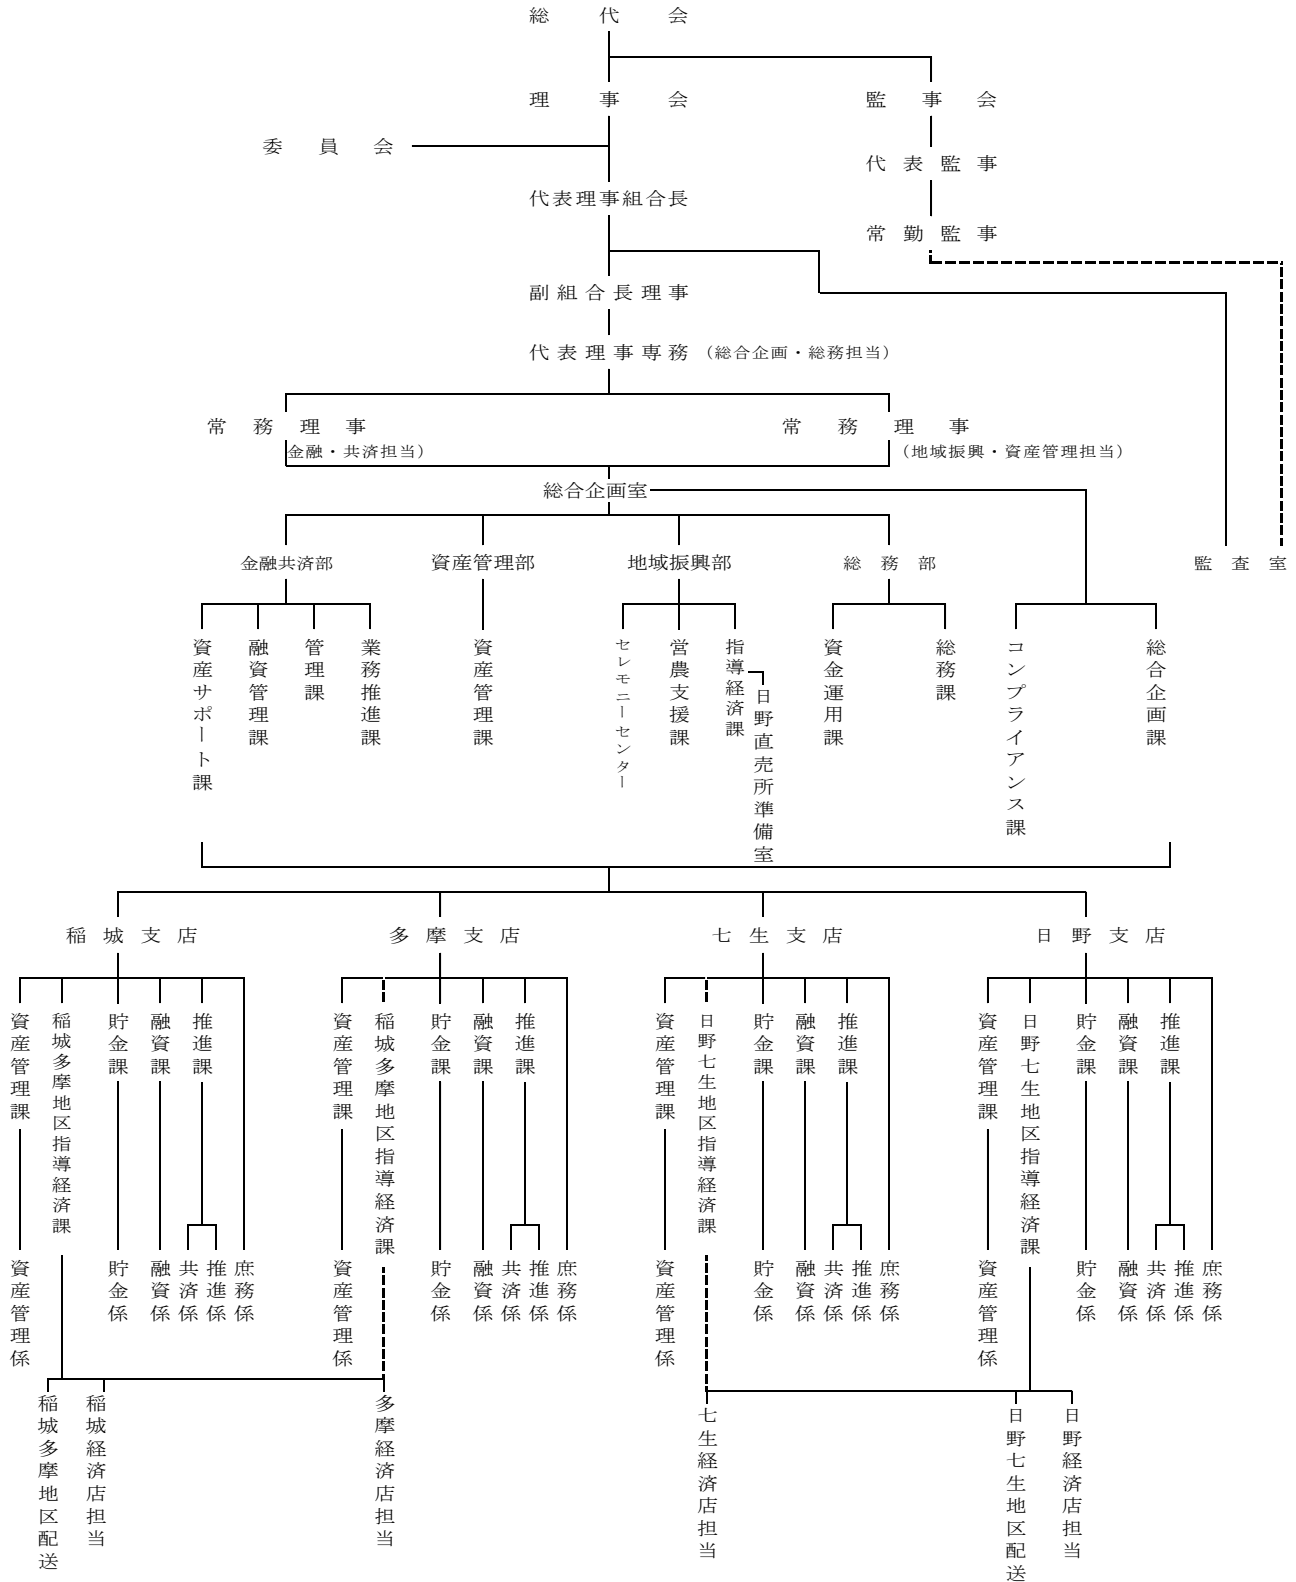 総代会
理事会
監事会
委員会
代表監事
代表理事組合長
常勤監事
副組合長理事
代表理事専務
（総合企画・総務担当）
常務理事
金融・共済担当）
常務理事
（地域振興・資産管理担当）
総合企画室
金融共済部
資産管理部
地域振興部
総務部
監査室
資産サポート課
融資管理課
管理課
業務推進課
資産管理課
セレモニーセンター
営農支援課
指導経済課
日野直売所準備室
資金運用課
総務課
コンプライアンス課
総合企画課
稲城支店
多摩支店
七生支店
日野支店
資産管理課
稲城多摩地区指導経済課
貯金課
融資課
推進課
資産管理課
稲城多摩地区指導経済課
貯金課
融資課
推進課
資産管理課
日野七生地区指導経済課
貯金課
融資課
推進課
資産管理課
日野七生地区指導経済課
貯金課
融資課
推進課
資産管理係
貯金係
融資係
共済係
推進係
庶務係
資産管理係
貯金係
融資係
共済係
推進係
庶務係
資産管理係
貯金係
融資係
共済係
推進係
庶務係
資産管理係
貯金係
融資係
共済係
推進係
庶務係
稲城多摩地区配送
稲城経済店担当
多摩経済店担当
七生経済店担当
日野七生地区配送
日野経済店担当